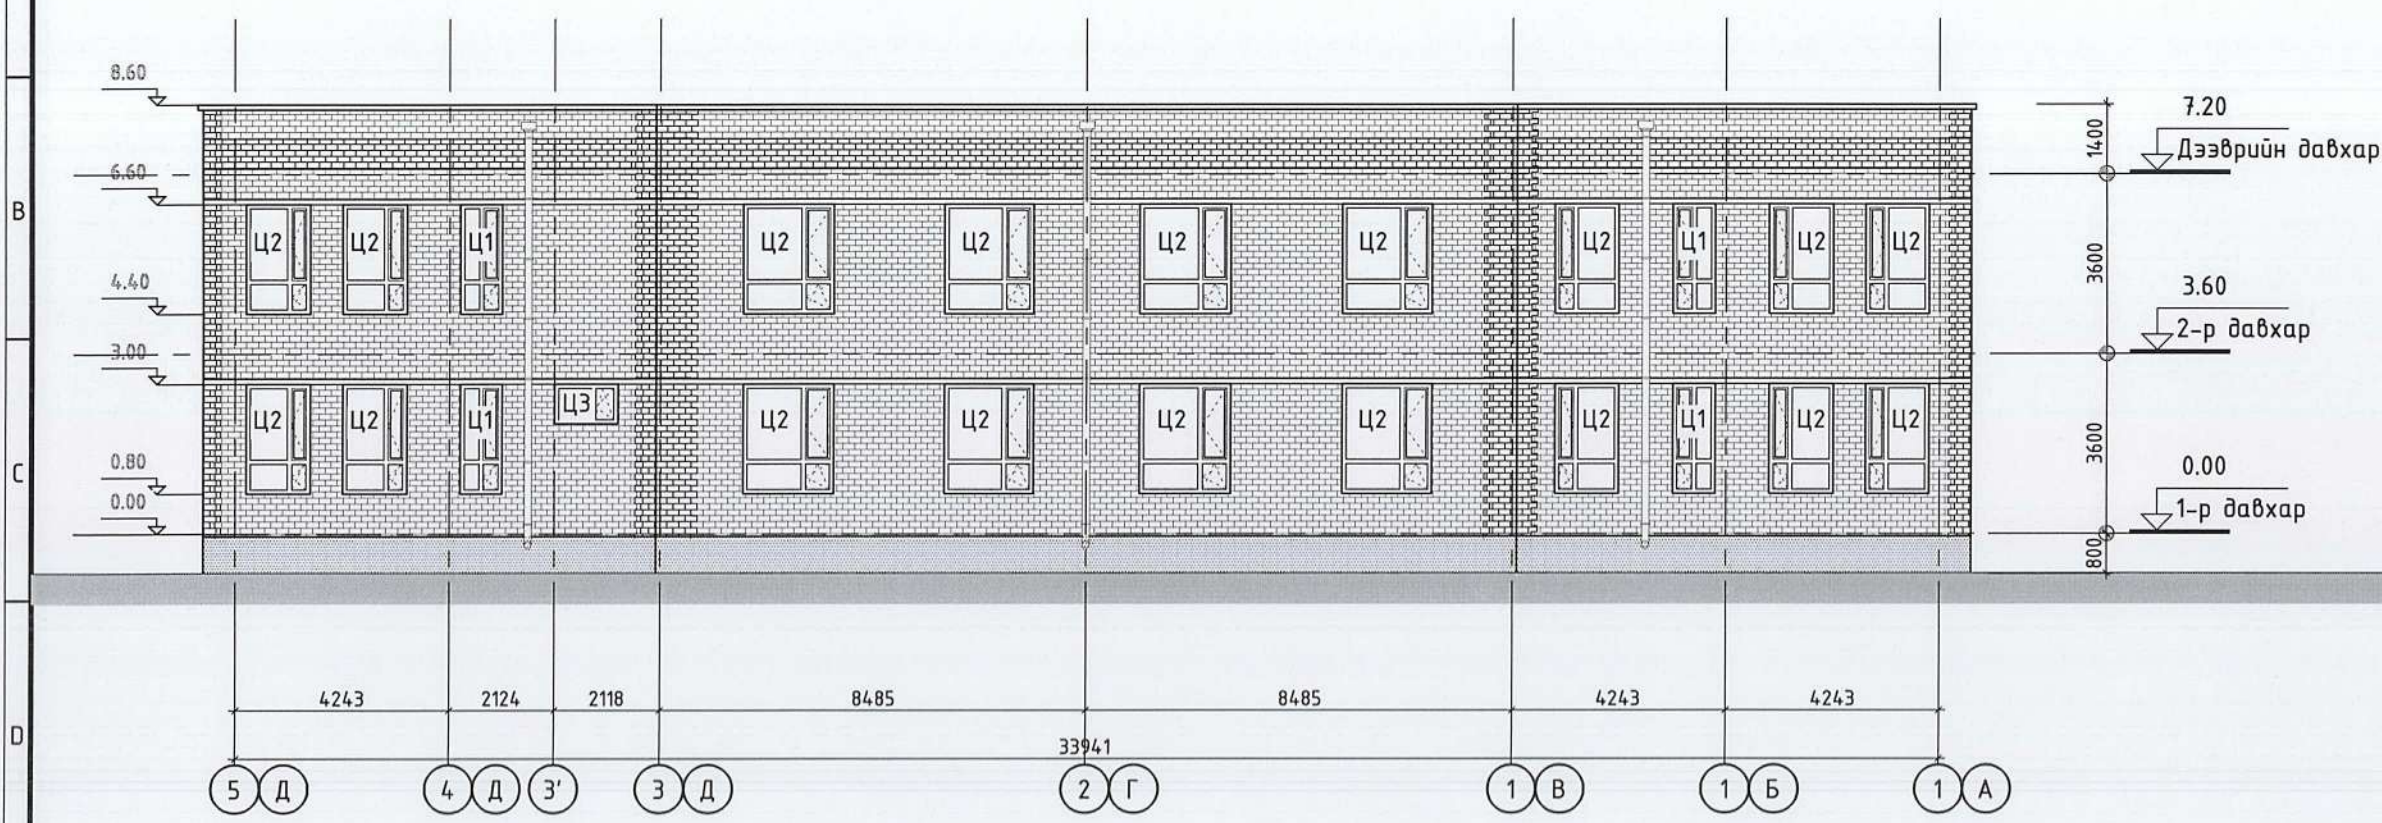 8.60
7.20
1400
Дээврийн давхар
6.60
B
Ц2 Ц2 Ц1 Ц2 Ц2 Ц2 Ц2 Ц2 Ц1 Ц2 Ц2
4.40
3600
3.60
2-р давхар
3.00
Ц2 Ц2 Ц1 Ц3 Ц2 Ц2 Ц2 Ц2 Ц2 Ц1 Ц2 Ц2
C
0.80
3600
0.00
0.00
1-р давхар
800
4243 2124 2118 8485 8485 4243 4243
D
33941
5 Д 4 Д 3' 3 Д 2 Г 1 В 1 Б 1 А